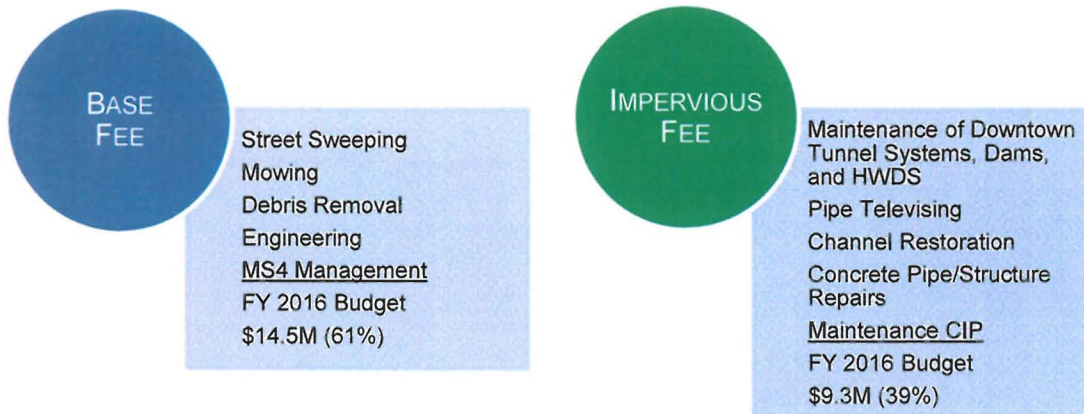 BASE
FEE
Street Sweeping
Mowing
Debris Removal
Engineering
MS4 Management
FY 2016 Budget
$14.5M (61%)
IMPERVIOUS
FEE
Maintenance of Downtown
Tunnel Systems, Dams,
and HWDS
Pipe Televising
Channel Restoration
Concrete Pipe/Structure
Repairs
Maintenance CIP
FY 2016 Budget
$9.3M (39%)